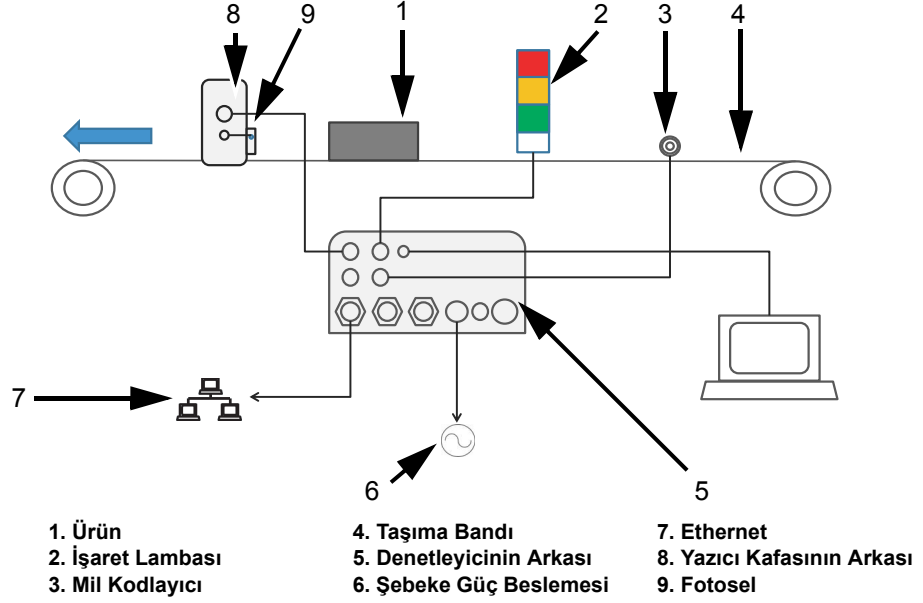 8 9 1 2 3 4
7
6 5
1. Ürün
2. İşaret Lambası
3. Mil Kodlayıcı
4. Taşıma Bandı
5. Denetleyicinin Arkası
6. Şebeke Güç Beslemesi
7. Ethernet
8. Yazıcı Kafasının Arkası
9. Fotosel